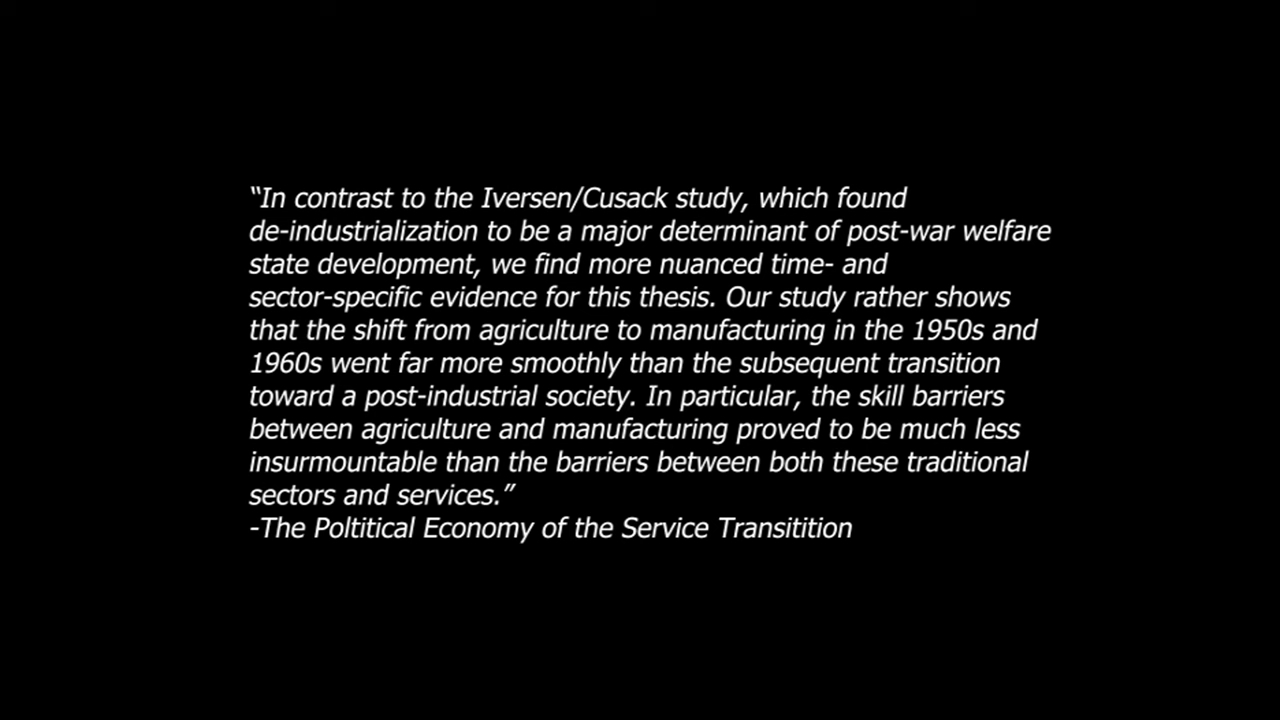 “In contrast to the Iversen/Cusack study, which found
de-industrialization to be a major determinant of post-war welfare
state development, we find more nuanced time- and
sector-specific evidence for this thesis. Our study rather shows
that the shift from agriculture to manufacturing in the 1950s and
1960s went far more smoothly than the subsequent transition
toward a post-industrial society. In particular, the skill barriers
between agriculture and manufacturing proved to be much less
insurmountable than the barriers between both these traditional
sectors and services.”
-The Poltitical Economy of the Service Transitition